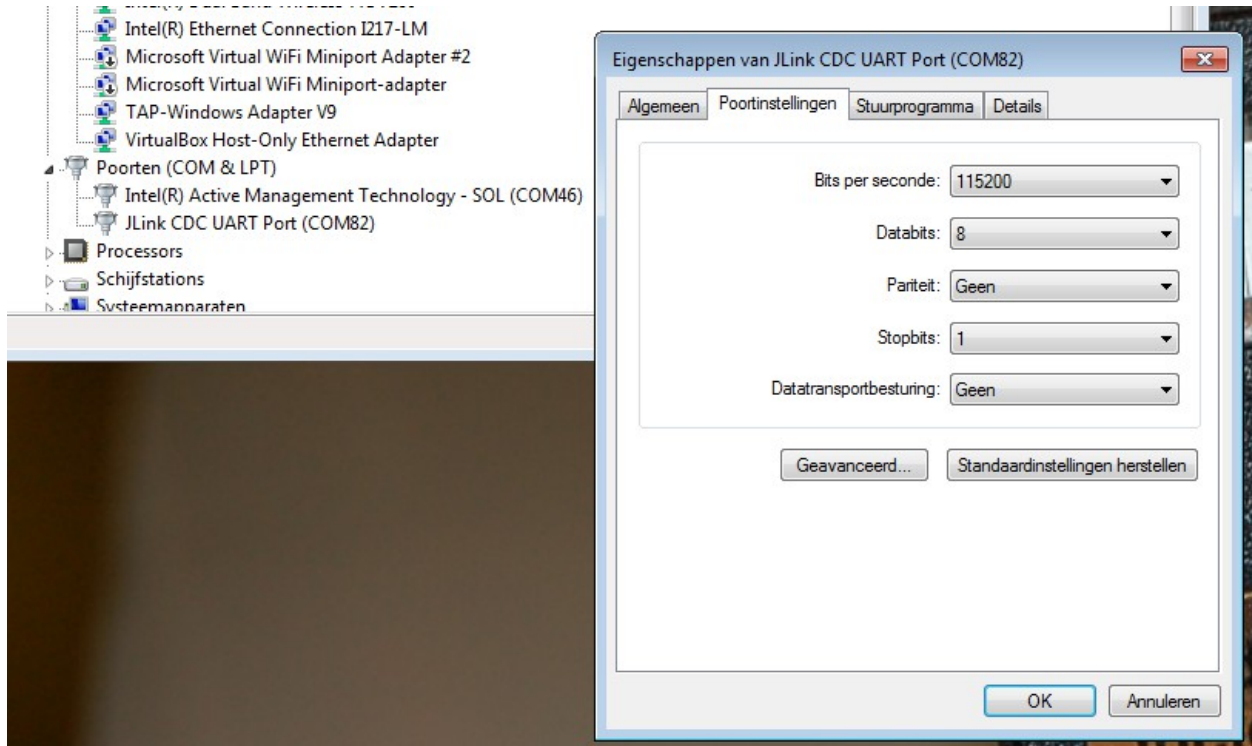 Intel(R) Ethernet Connection I217-LM
Microsoft Virtual WiFi Miniport Adapter #2
Microsoft Virtual WiFi Miniport-adapter
TAP-Windows Adapter V9
VirtualBox Host-Only Ethernet Adapter
Poorten (COM & LPT)
Intel(R) Active Management Technology - SOL (COM46)
JLink CDC UART Port (COM82)
Processors
Schijfstations
Systeemapparaten
Eigenschappen van JLink CDC UART Port (COM82)
Algemeen Poortinstellingen Stuurprogramma Details
Bits per seconde: 115200
Databits: 8
Pariteit: Geen
Stopbits: 1
Datatransportbesturing: Geen
Geavanceerd... Standaardinstellingen herstellen
OK Annuleren